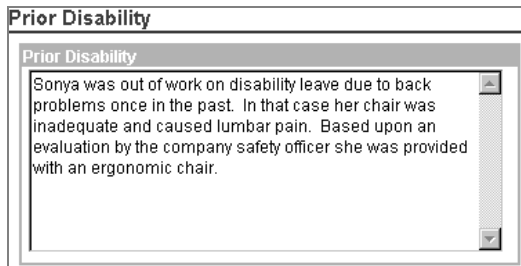 Prior Disability
Prior Disability
Sonya was out of work on disability leave due to back
problems once in the past.  In that case her chair was
inadequate and caused lumbar pain.  Based upon an
evaluation by the company safety officer she was provided
with an ergonomic chair.